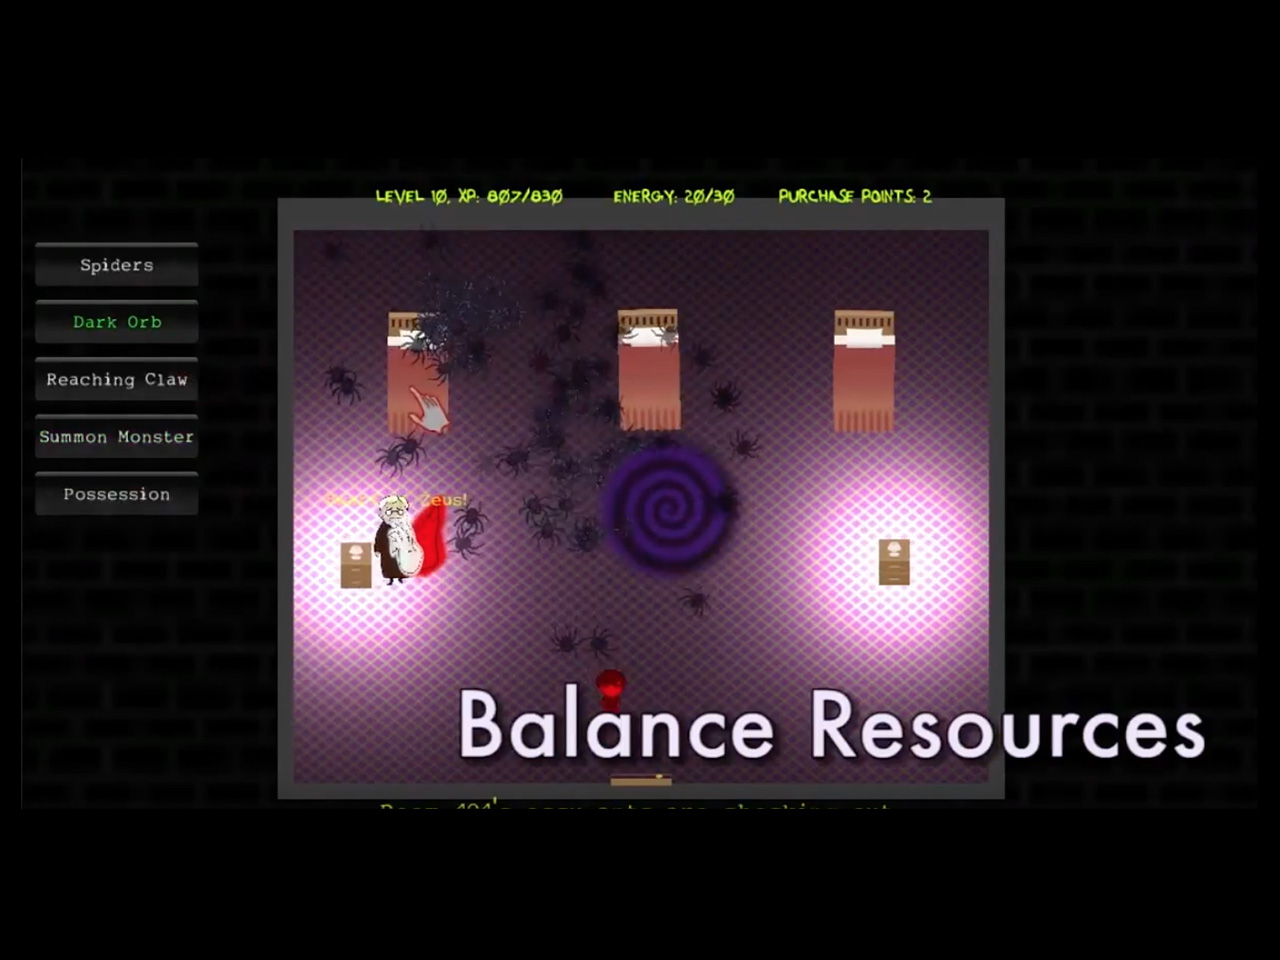 LEVEL 10, XP: 807/830 ENERGY: 20/30 PURCHASE POINTS: 2
Spiders
Dark Orb
Reaching Claw
Summon Monster
Possession
Zeus!
Balance Resources